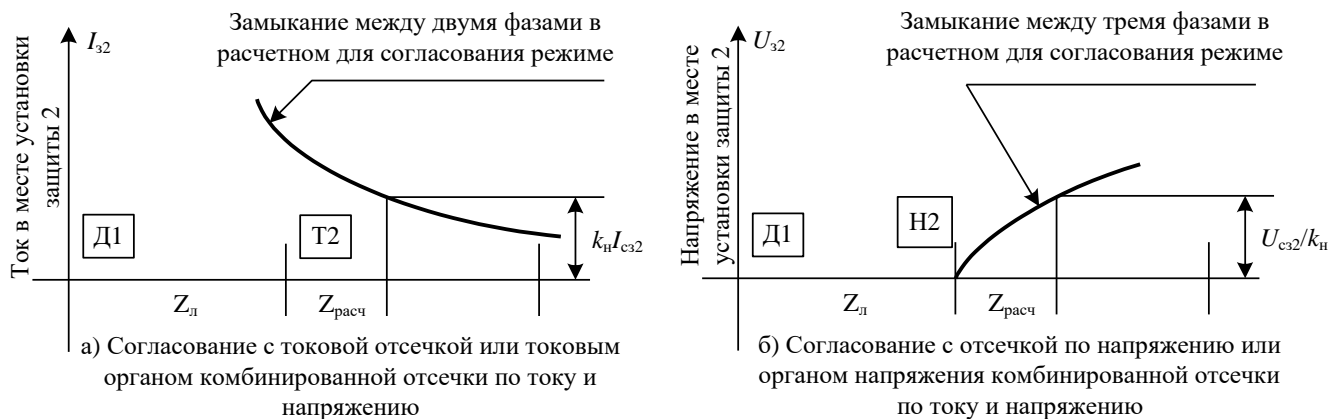 Замыкание между двумя фазами в
расчетном для согласования режиме
Ток в месте установки
защиты 2
Iз2
Д1
Т2
kнIсз2
Zл
Zрасч
а) Согласование с токовой отсечкой или токовым
органом комбинированной отсечки по току и
напряжению
Замыкание между тремя фазами в
расчетном для согласования режиме
Напряжение в месте
установки защиты 2
Uз2
Д1
Н2
Uсз2/kн
Zл
Zрасч
б) Согласование с отсечкой по напряжению или
органом напряжения комбинированной отсечки
по току и напряжению